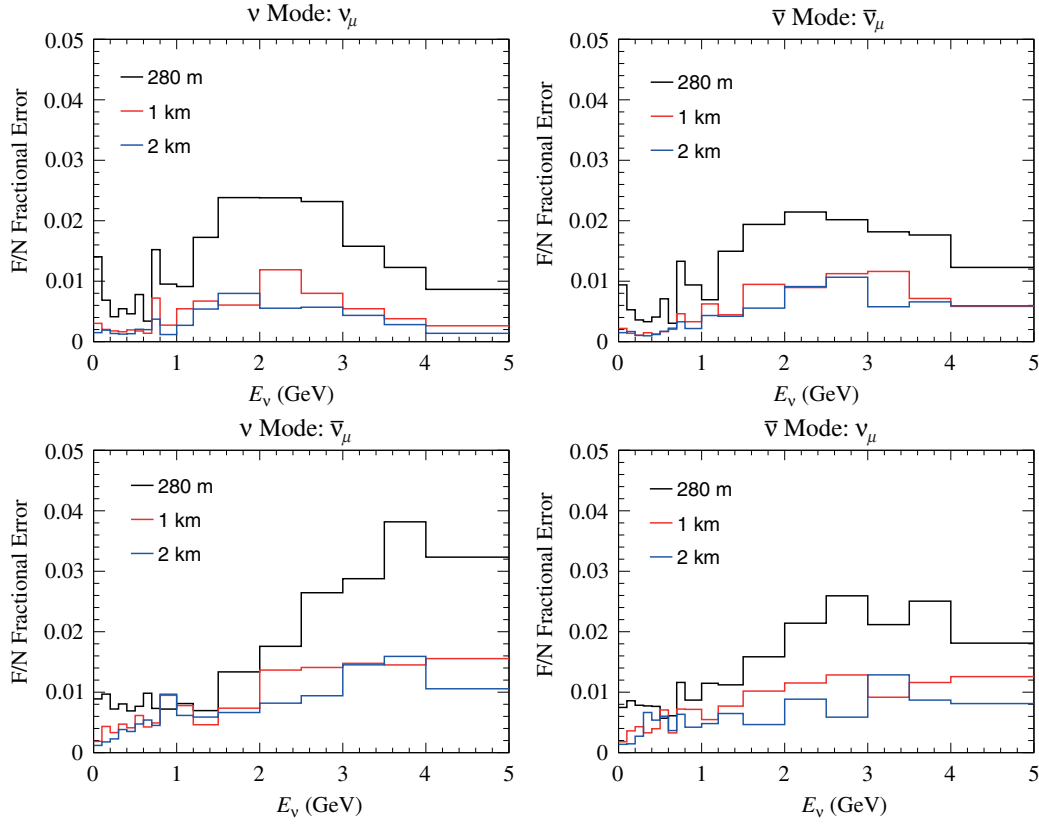 ν Mode: ν_μ
0.05
0.04
0.03
0.02
0.01
0
F/N Fractional Error
280 m
1 km
2 km
0 1 2 3 4 5
E_ν (GeV)
ν̅ Mode: ν̅_μ
0.05
0.04
0.03
0.02
0.01
0
F/N Fractional Error
280 m
1 km
2 km
0 1 2 3 4 5
E_ν (GeV)
ν Mode: ν̅_μ
0.05
0.04
0.03
0.02
0.01
0
F/N Fractional Error
280 m
1 km
2 km
0 1 2 3 4 5
E_ν (GeV)
ν̅ Mode: ν_μ
0.05
0.04
0.03
0.02
0.01
0
F/N Fractional Error
280 m
1 km
2 km
0 1 2 3 4 5
E_ν (GeV)